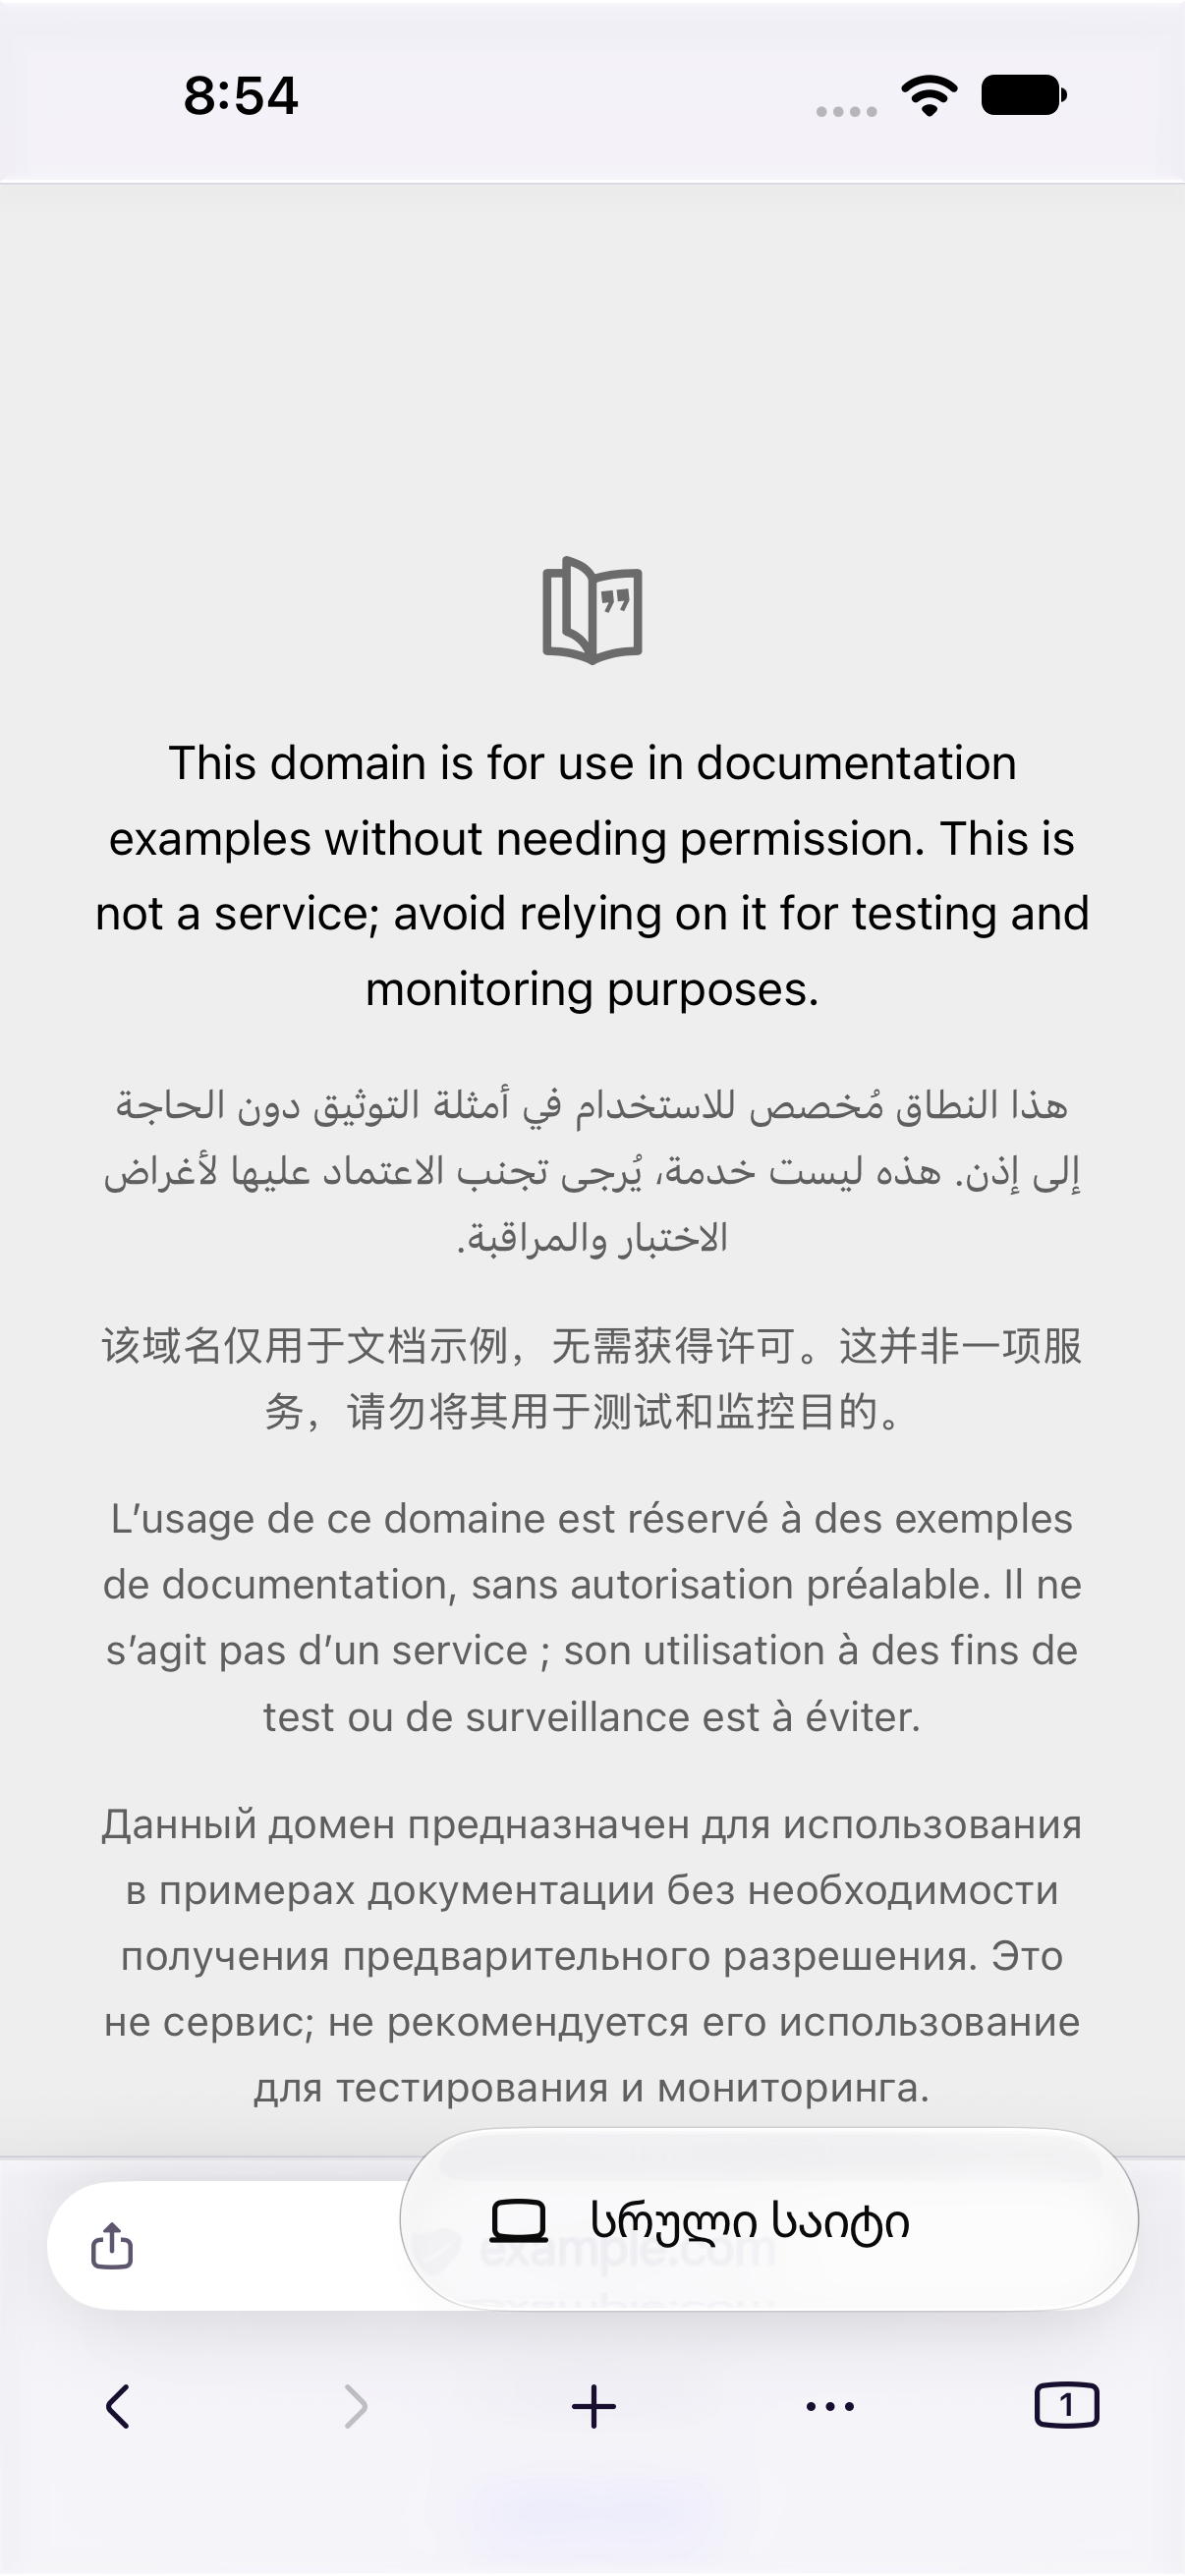 8:54
This domain is for use in documentation
examples without needing permission. This is
not a service; avoid relying on it for testing and
monitoring purposes.
هذا النطاق مُخصص للاستخدام في أمثلة التوثيق دون الحاجة
إلى إذن. هذه ليست خدمة، يُرجى تجنب الاعتماد عليها لأغراض
الاختبار والمراقبة.
该域名仅用于文档示例，无需获得许可。这并非一项服
务，请勿将其用于测试和监控目的。
L’usage de ce domaine est réservé à des exemples
de documentation, sans autorisation préalable. Il ne
s’agit pas d’un service ; son utilisation à des fins de
test ou de surveillance est à éviter.
Данный домен предназначен для использования
в примерах документации без необходимости
получения предварительного разрешения. Это
не сервис; не рекомендуется его использование
для тестирования и мониторинга.
სრული საიტი
example.com
1